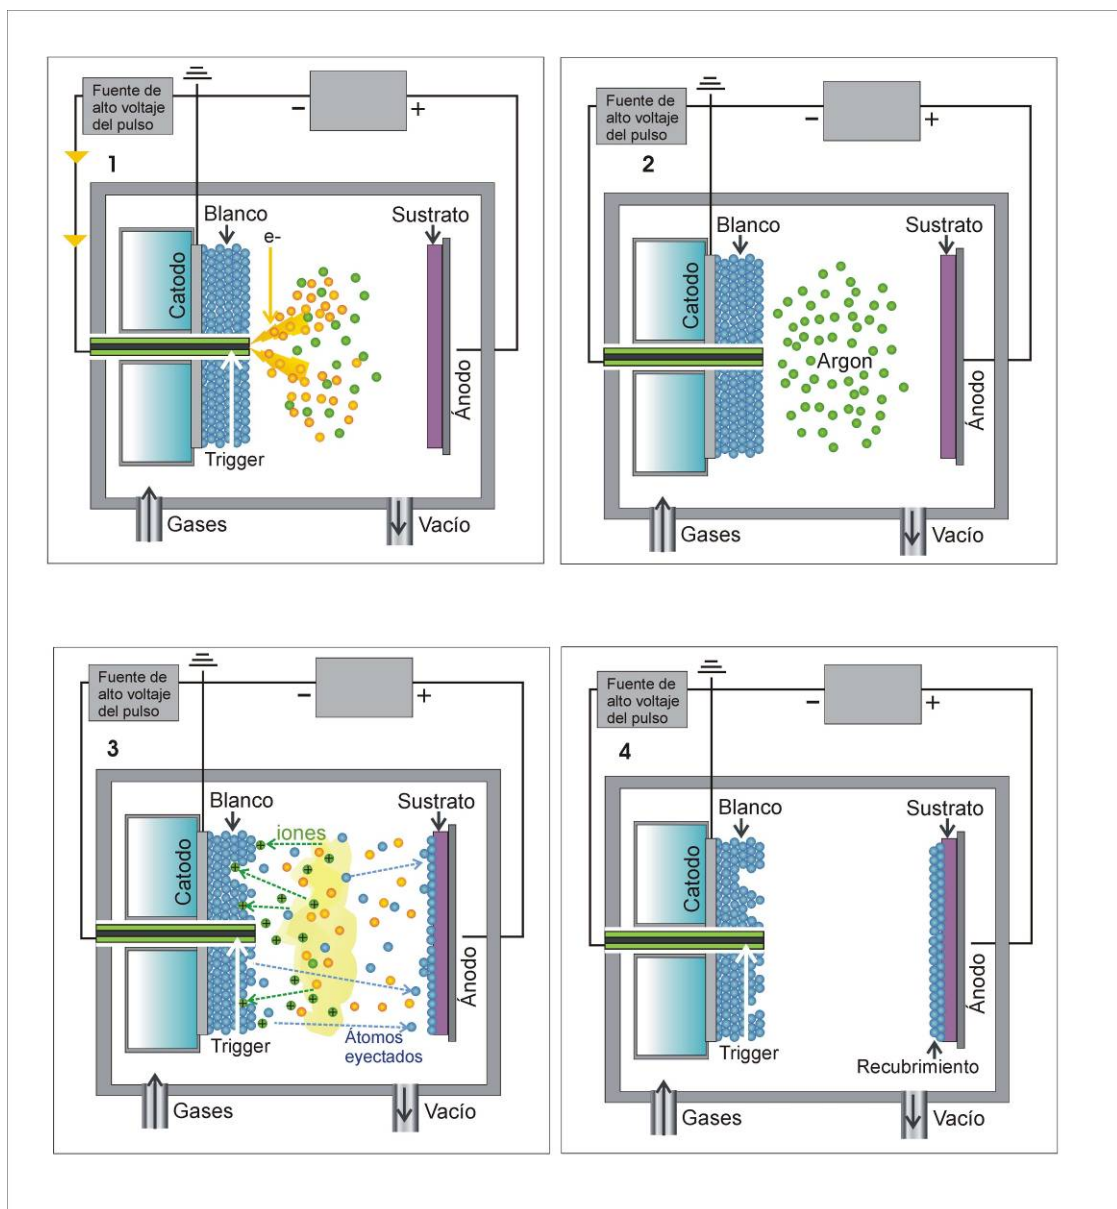 Fuente de
alto voltaje
del pulso
−
+
1
Blanco
Sustrato
e-
Catodo
Ánodo
Trigger
Gases
Vacío
Fuente de
alto voltaje
del pulso
−
+
2
Blanco
Sustrato
Catodo
Argon
Ánodo
Gases
Vacío
Fuente de
alto voltaje
del pulso
−
+
3
Blanco
Sustrato
iones
Catodo
Ánodo
Trigger
Átomos
eyectados
Gases
Vacío
Fuente de
alto voltaje
del pulso
−
+
4
Blanco
Sustrato
Catodo
Ánodo
Trigger
Recubrimiento
Gases
Vacío